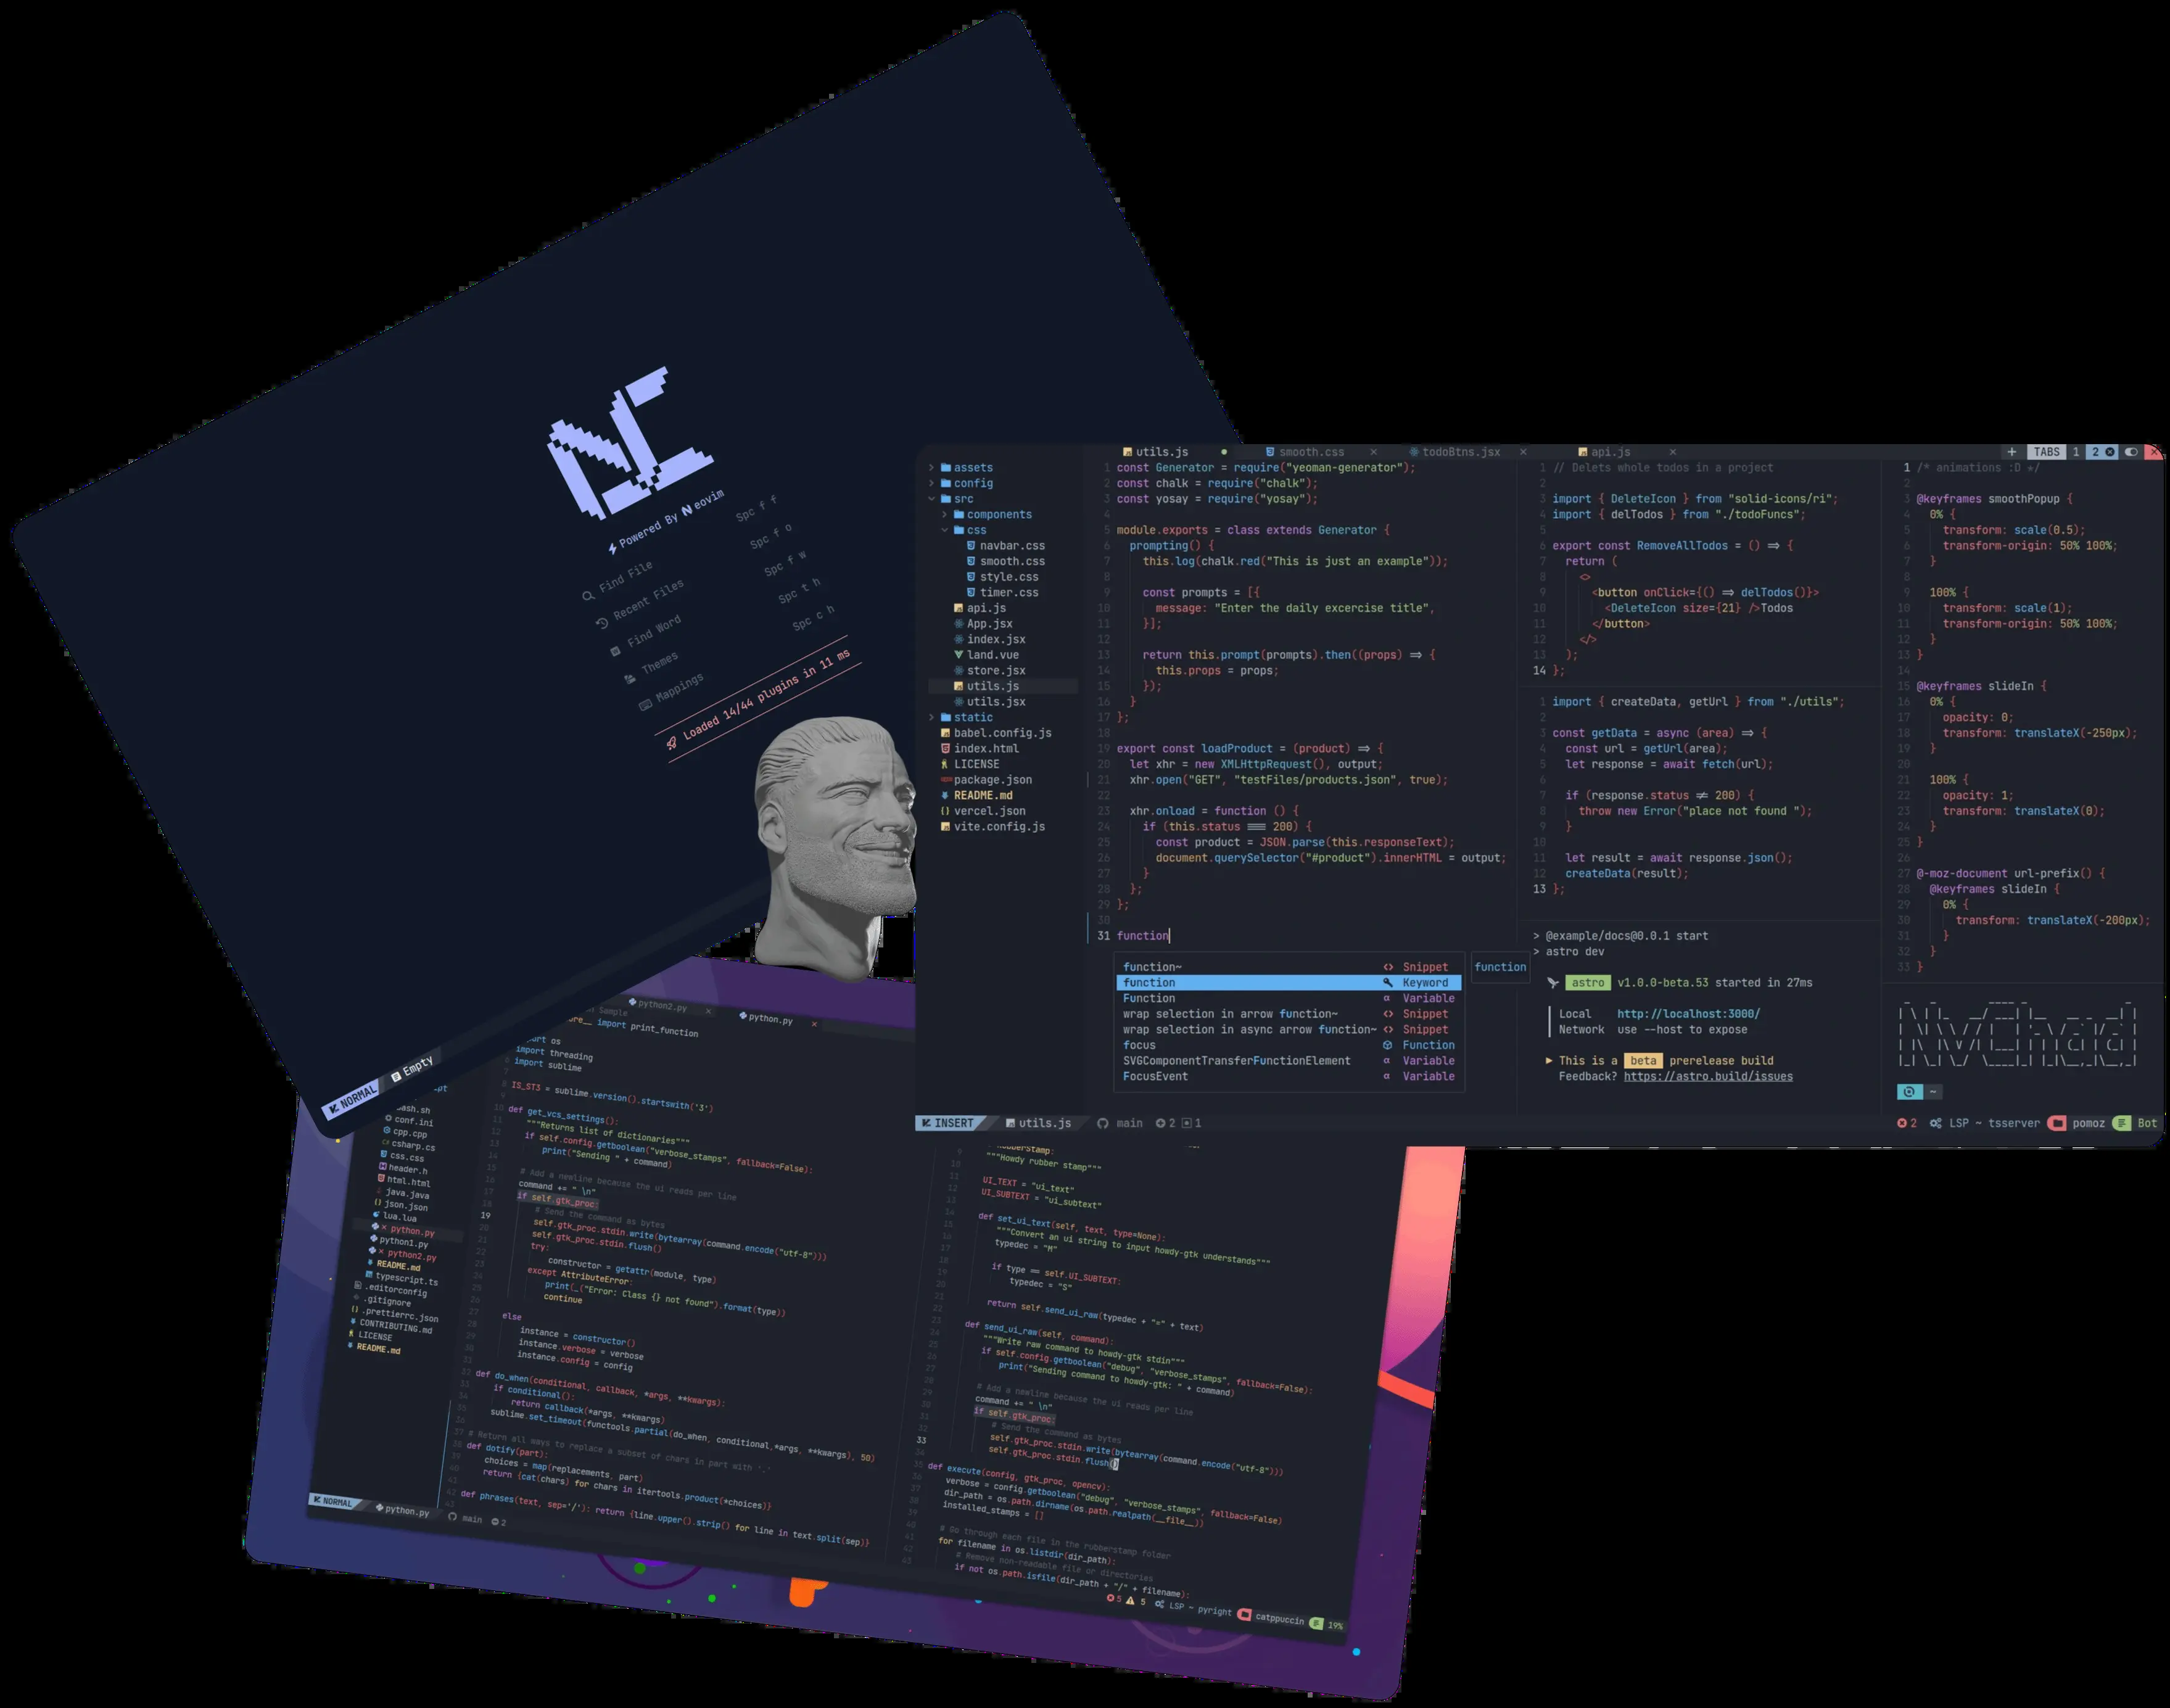 Powered By Neovim
Find File Spc f f
Recent Files Spc f o
Find Word Spc f w
Themes Spc t h
Mappings Spc c h
Loaded 14/44 plugins in 11 ms
NORMAL Empty
utils.js smooth.css todoBtns.jsx api.js TABS 1 2
assets
config
src
components
css
navbar.css
smooth.css
style.css
timer.css
api.js
App.jsx
index.jsx
land.vue
store.jsx
utils.js
utils.jsx
static
babel.config.js
index.html
LICENSE
package.json
README.md
vercel.json
vite.config.js
1 const Generator = require("yeoman-generator");
2 const chalk = require("chalk");
3 const yosay = require("yosay");
4
5 module.exports = class extends Generator {
6 prompting() {
7 this.log(chalk.red("This is just an example"));
8
9 const prompts = [{
10 message: "Enter the daily excercise title",
11 }];
12
13 return this.prompt(prompts).then((props) => {
14 this.props = props;
15 });
16 }
17 };
18
19 export const loadProduct = (product) => {
20 let xhr = new XMLHttpRequest(), output;
21 xhr.open("GET", "testFiles/products.json", true);
22
23 xhr.onload = function () {
24 if (this.status === 200) {
25 const product = JSON.parse(this.responseText);
26 document.querySelector("#product").innerHTML = output;
27 }
28 };
29 };
30
31 function
function~ Snippet
function Keyword
Function Variable
wrap selection in arrow function~ Snippet
wrap selection in async arrow function~ Snippet
focus Function
SVGComponentTransferFunctionElement Variable
FocusEvent Variable
function
1 // Delets whole todos in a project
2
3 import { DeleteIcon } from "solid-icons/ri";
4 import { delTodos } from "./todoFuncs";
5
6 export const RemoveAllTodos = () => {
7 return (
8 <>
9 <button onClick={() => delTodos()}>
10 <DeleteIcon size={21} />Todos
11 </button>
12 </>
13 );
14 };
1 import { createData, getUrl } from "./utils";
2
3 const getData = async (area) => {
4 const url = getUrl(area);
5 let response = await fetch(url);
6
7 if (response.status != 200) {
8 throw new Error("place not found ");
9 }
10
11 let result = await response.json();
12 createData(result);
13 };
> @example/docs@0.0.1 start
> astro dev
astro v1.0.0-beta.53 started in 27ms
Local http://localhost:3000/
Network use --host to expose
This is a beta prerelease build
Feedback? https://astro.build/issues
1 /* animations :D */
2
3 @keyframes smoothPopup {
4 0% {
5 transform: scale(0.5);
6 transform-origin: 50% 100%;
7 }
8
9 100% {
10 transform: scale(1);
11 transform-origin: 50% 100%;
12 }
13 }
14
15 @keyframes slideIn {
16 0% {
17 opacity: 0;
18 transform: translateX(-250px);
19 }
20
21 100% {
22 opacity: 1;
23 transform: translateX(0);
24 }
25 }
26
27 @-moz-document url-prefix() {
28 @keyframes slideIn {
29 0% {
30 transform: translateX(-200px);
31 }
32 }
33 }
NvChad
~
INSERT utils.js main 2 1
2 LSP ~ tsserver pomoz Bot
python2.py python.py
Sample
import print_function
import threading
import sublime
IS_ST3 = sublime.version().startswith('3')
def get_vcs_settings():
"""Returns list of dictionaries"""
if self.config.getboolean("verbose_stamps", fallback=False):
print("Sending " + command)
# Add a newline because the ui reads per line
command += " \n"
if self.gtk_proc:
# Send the command as bytes
self.gtk_proc.stdin.write(bytearray(command.encode("utf-8")))
self.gtk_proc.stdin.flush()
try:
constructor = getattr(module, type)
except AttributeError:
print(_("Error: Class {} not found").format(type))
continue
else
instance = constructor()
instance.verbose = verbose
instance.config = config
def do_when(conditional, callback, *args, **kwargs):
if conditional():
return callback(*args, **kwargs)
sublime.set_timeout(functools.partial(do_when, conditional,*args, **kwargs), 50)
# Return all ways to replace a subset of chars in part with '.'
def dotify(part):
choices = map(replacements, part)
return {cat(chars) for chars in itertools.product(*choices)}
def phrases(text, sep='/'): return {line.upper().strip() for line in text.split(sep)}
conf.ini
cpp.cpp
csharp.cs
css.css
header.h
html.html
java.java
json.json
lua.lua
python.py
python1.py
python2.py
README.md
typescript.ts
.editorconfig
.gitignore
.prettierrc.json
CONTRIBUTING.md
LICENSE
README.md
"""Howdy rubber stamp"""
UI_TEXT = "ui_text"
UI_SUBTEXT = "ui_subtext"
def set_ui_text(self, text, type=None):
"""Convert an ui string to input howdy-gtk understands"""
typedec = "M"
if type == self.UI_SUBTEXT:
typedec = "S"
return self.send_ui_raw(typedec + "=" + text)
def send_ui_raw(self, command):
"""Write raw command to howdy-gtk stdin"""
if self.config.getboolean("debug", "verbose_stamps", fallback=False):
print("Sending command to howdy-gtk: " + command)
# Add a newline because the ui reads per line
command += " \n"
if self.gtk_proc:
# Send the command as bytes
self.gtk_proc.stdin.write(bytearray(command.encode("utf-8")))
self.gtk_proc.stdin.flush()
def execute(config, gtk_proc, opencv):
verbose = config.getboolean("debug", "verbose_stamps", fallback=False)
dir_path = os.path.dirname(os.path.realpath(__file__))
installed_stamps = []
# Go through each file in the rubberstamp folder
for filename in os.listdir(dir_path):
# Remove non-readable file or directories
if not os.path.isfile(dir_path + "/" + filename):
NORMAL python.py main 2
5 5 LSP ~ pyright catppuccin 19%